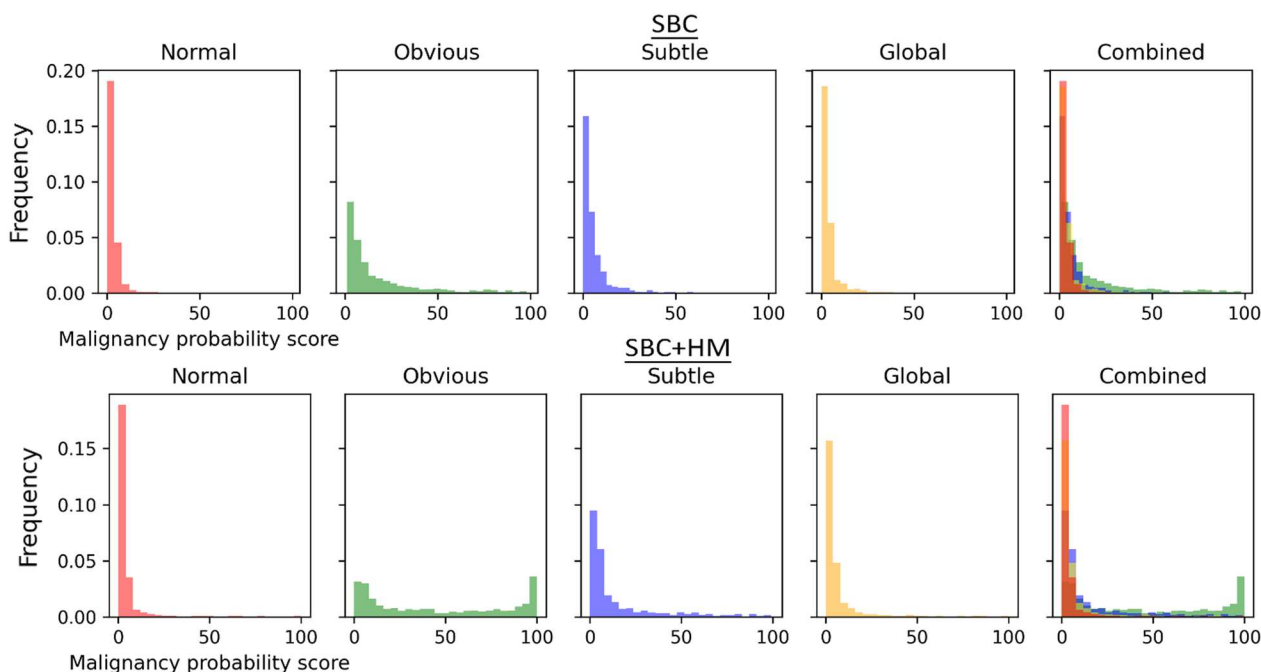 SBC
Normal Obvious Subtle Global Combined
0.20
0.15
0.10
0.05
0.00
Frequency
0 50 100 0 50 100 0 50 100 0 50 100 0 50 100
Malignancy probability score
SBC+HM
Normal Obvious Subtle Global Combined
0.15
0.10
0.05
0.00
Frequency
0 50 100 0 50 100 0 50 100 0 50 100 0 50 100
Malignancy probability score